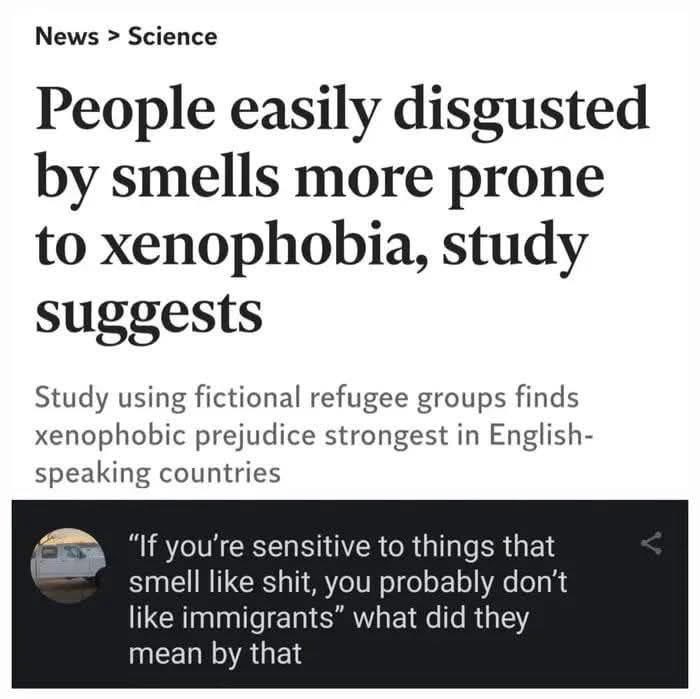 News > Science
People easily disgusted
by smells more prone
to xenophobia, study
suggests
Study using fictional refugee groups finds
xenophobic prejudice strongest in English-
speaking countries
“If you’re sensitive to things that
smell like shit, you probably don’t
like immigrants” what did they
mean by that